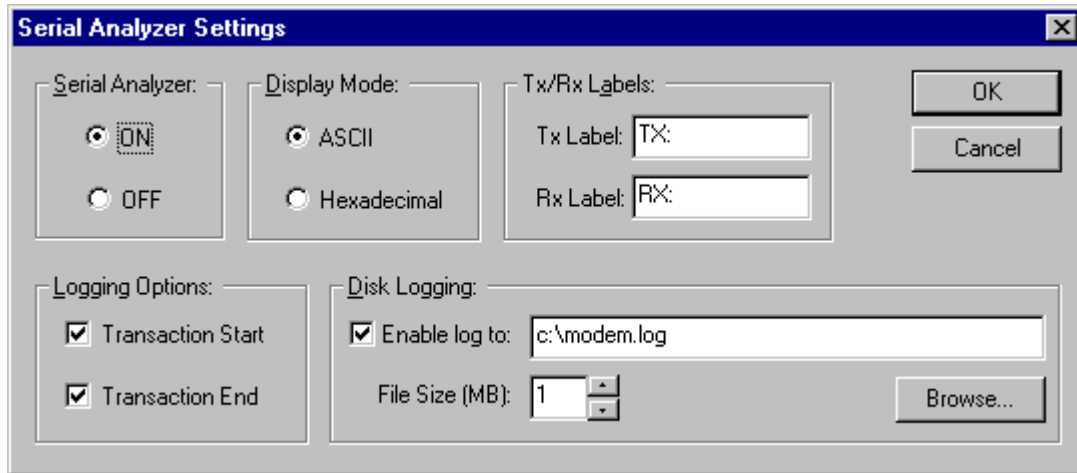 Serial Analyzer Settings
Serial Analyzer:
ON
OFF
Display Mode:
ASCII
Hexadecimal
Tx/Rx Labels:
Tx Label: TX:
Rx Label: RX:
OK
Cancel
Logging Options:
Transaction Start
Transaction End
Disk Logging:
Enable log to: c:\modem.log
File Size (MB): 1
Browse...